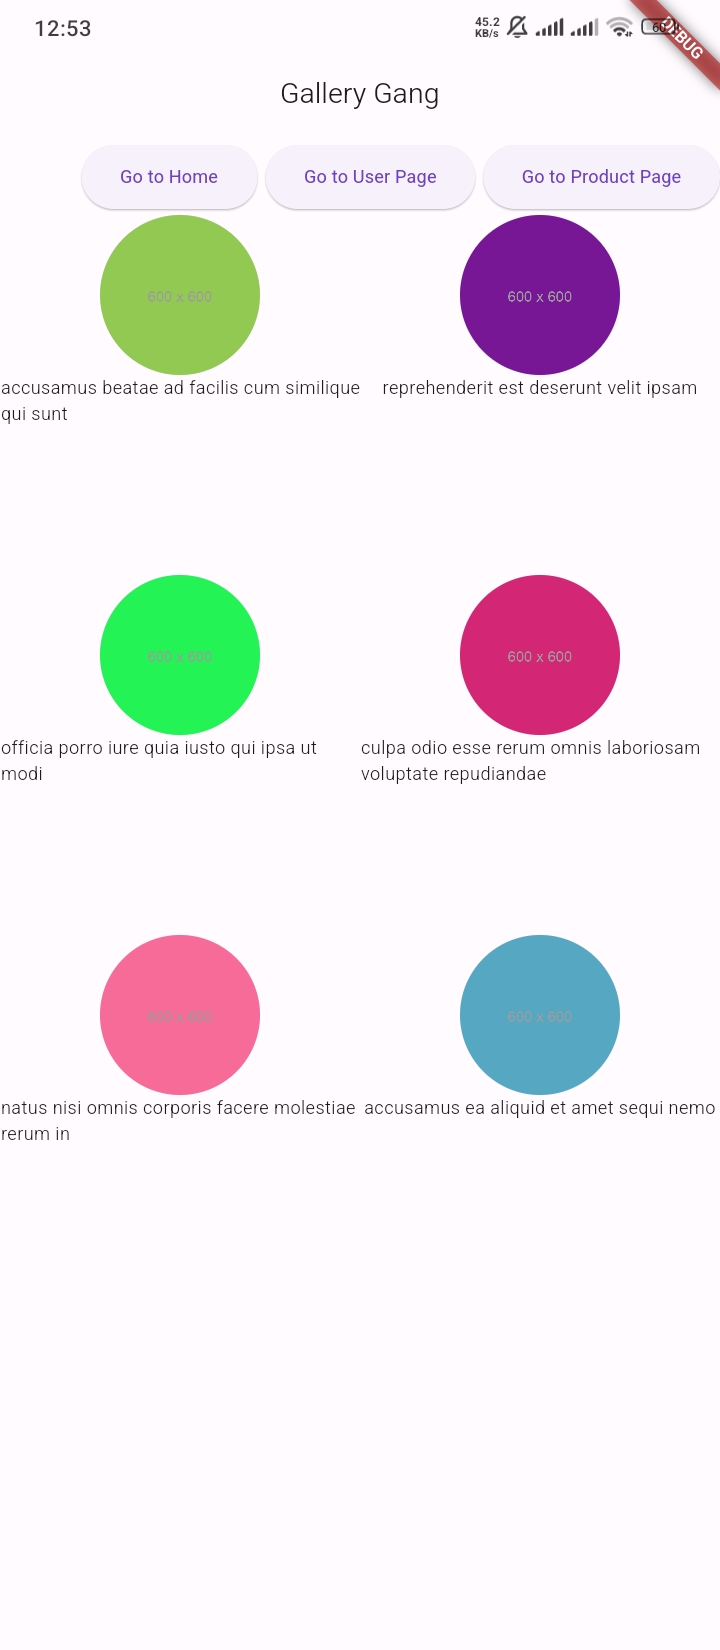 12:53
45.2
KB/s
60
DEBUG
Gallery Gang
Go to Home
Go to User Page
Go to Product Page
600 x 600
600 x 600
accusamus beatae ad facilis cum similique
qui sunt
reprehenderit est deserunt velit ipsam
600 x 600
600 x 600
officia porro iure quia iusto qui ipsa ut
modi
culpa odio esse rerum omnis laboriosam
voluptate repudiandae
600 x 600
600 x 600
natus nisi omnis corporis facere molestiae
rerum in
accusamus ea aliquid et amet sequi nemo